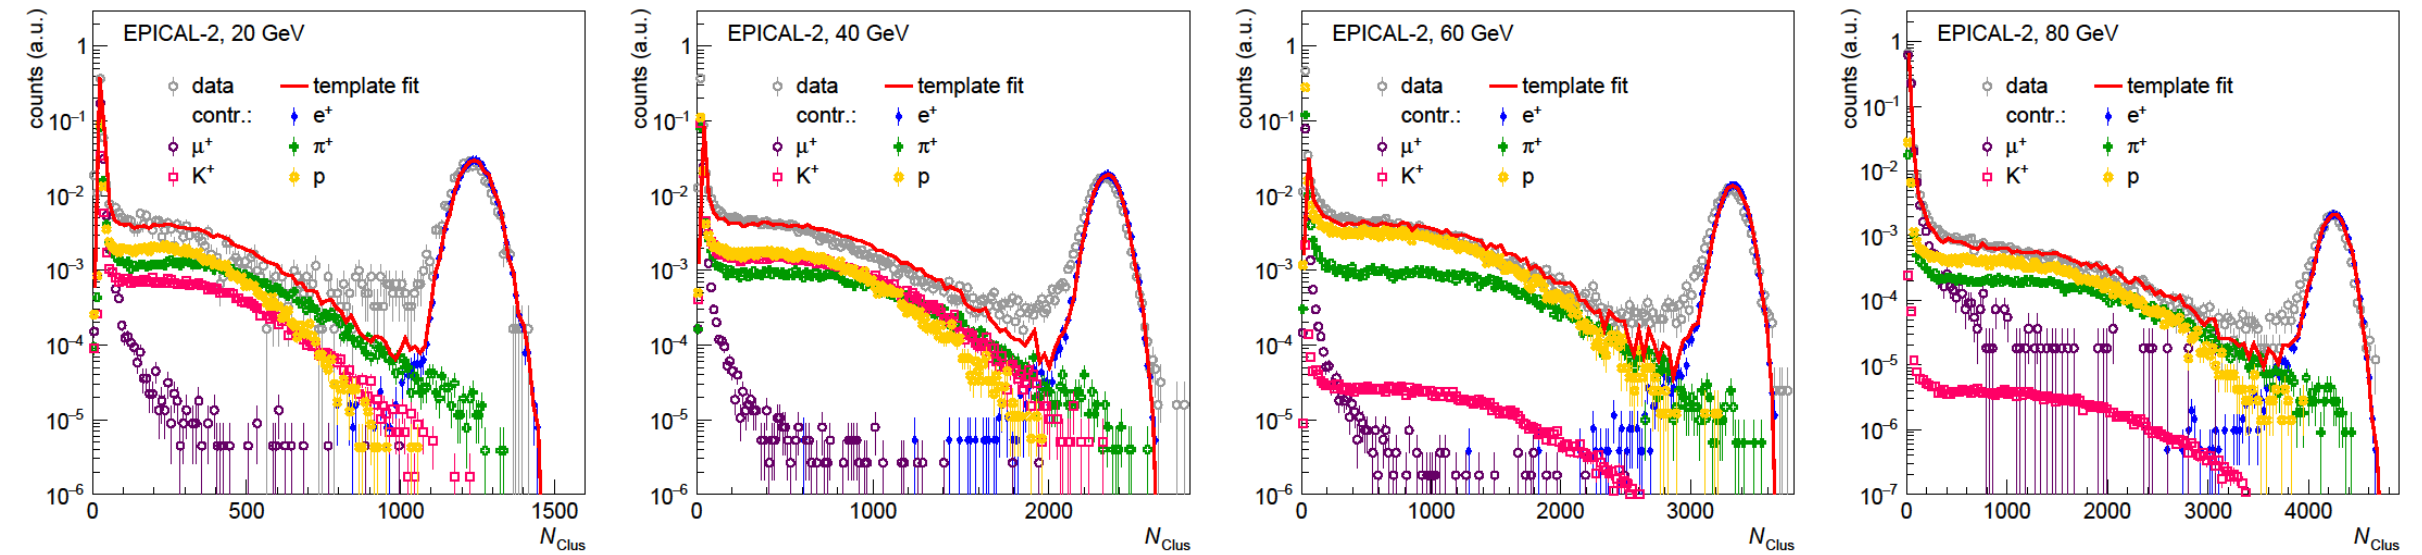 EPICAL-2, 20 GeV
counts (a.u.)
data
template fit
contr.:
e⁺
μ⁺
π⁺
K⁺
p
1
10⁻¹
10⁻²
10⁻³
10⁻⁴
10⁻⁵
10⁻⁶
0 500 1000 1500
N_Clus
EPICAL-2, 40 GeV
counts (a.u.)
data
template fit
contr.:
e⁺
μ⁺
π⁺
K⁺
p
1
10⁻¹
10⁻²
10⁻³
10⁻⁴
10⁻⁵
10⁻⁶
0 1000 2000
N_Clus
EPICAL-2, 60 GeV
counts (a.u.)
data
template fit
contr.:
e⁺
μ⁺
π⁺
K⁺
p
1
10⁻¹
10⁻²
10⁻³
10⁻⁴
10⁻⁵
10⁻⁶
0 1000 2000 3000
N_Clus
EPICAL-2, 80 GeV
counts (a.u.)
data
template fit
contr.:
e⁺
μ⁺
π⁺
K⁺
p
1
10⁻¹
10⁻²
10⁻³
10⁻⁴
10⁻⁵
10⁻⁶
10⁻⁷
0 1000 2000 3000 4000
N_Clus